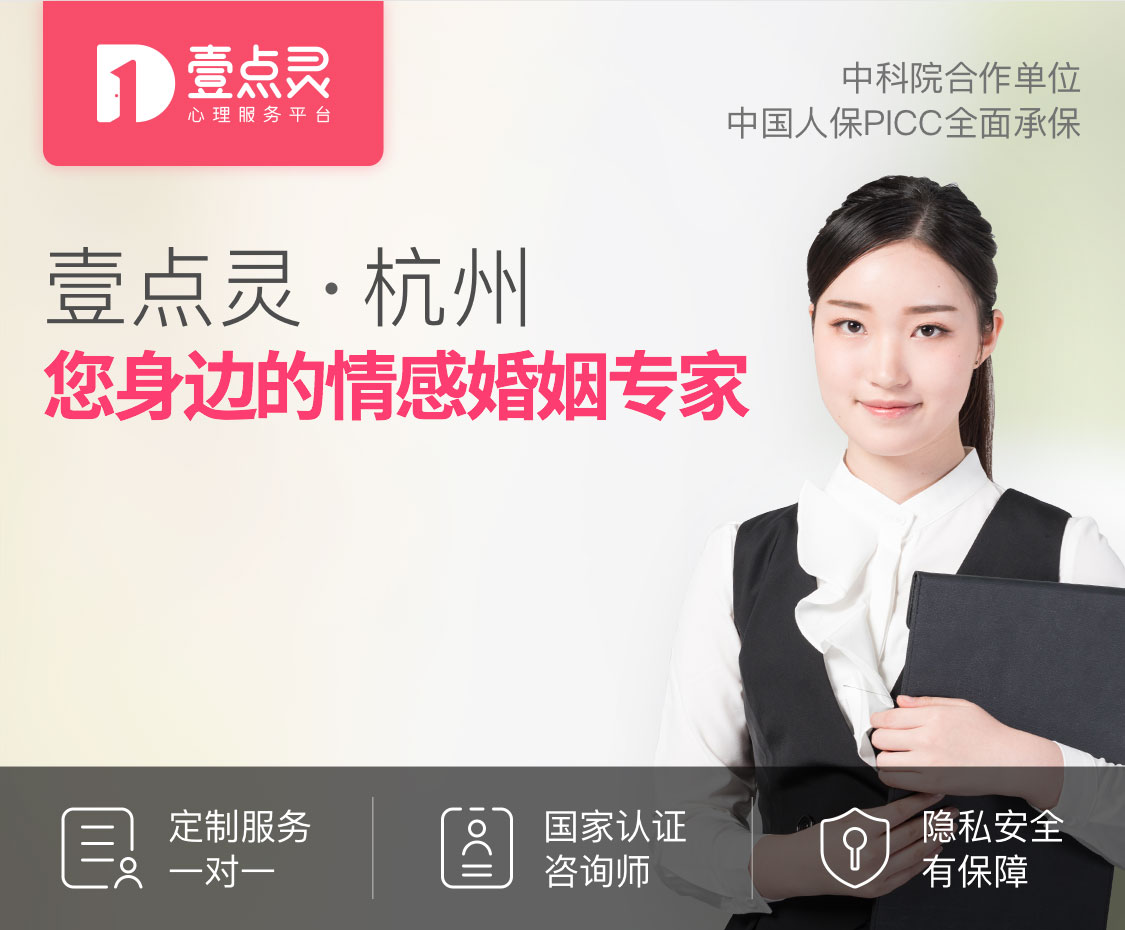 壹点灵
心理服务平台
中科院合作单位
中国人保PICC全面承保
壹点灵·杭州
您身边的情感婚姻专家
定制服务
一对一
国家认证
咨询师
隐私安全
有保障